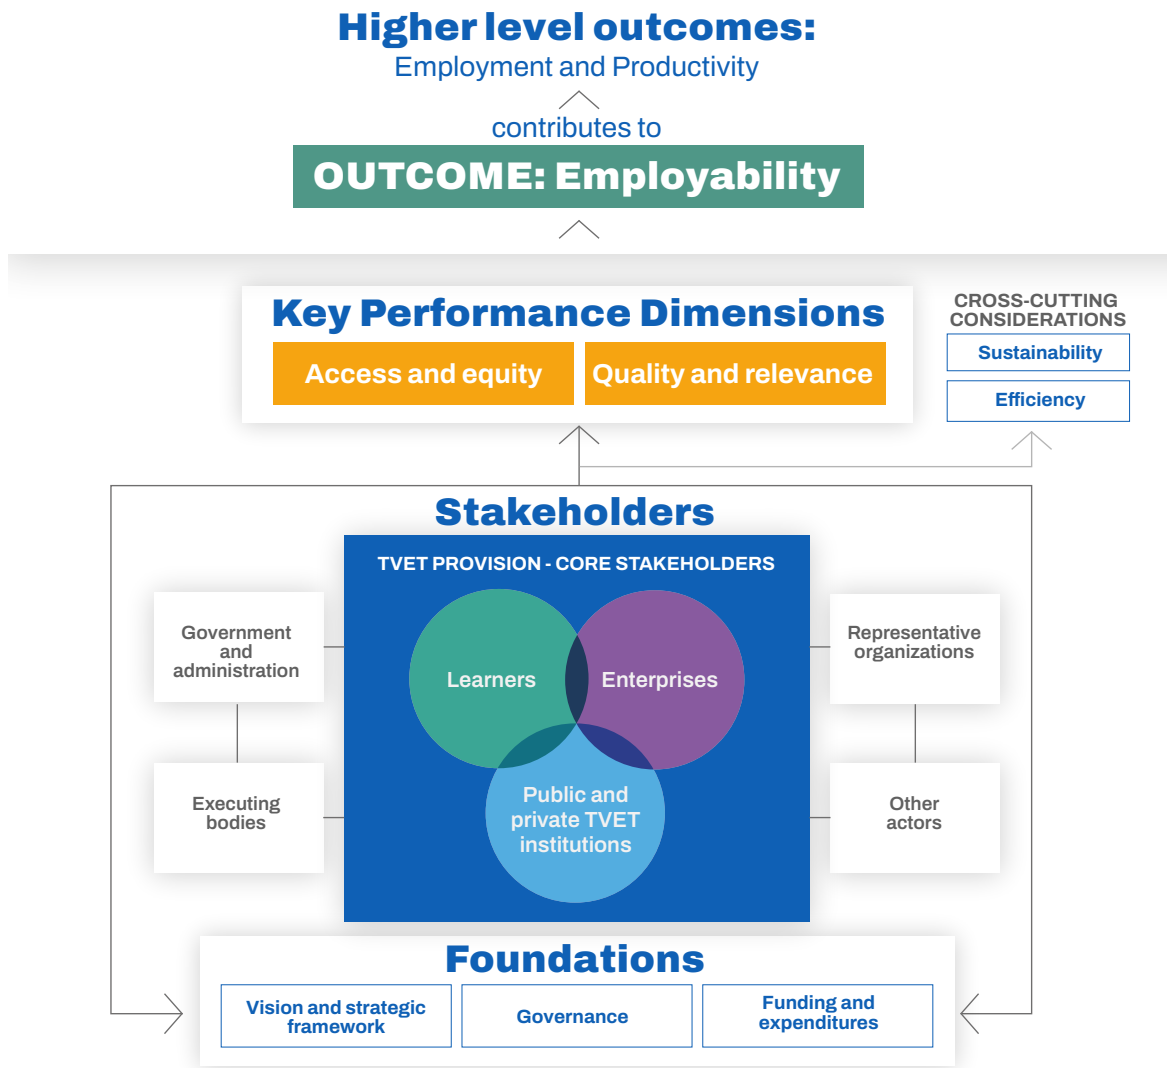 Higher level outcomes:
Employment and Productivity
contributes to
OUTCOME: Employability
Key Performance Dimensions
Access and equity
Quality and relevance
CROSS-CUTTING
CONSIDERATIONS
Sustainability
Efficiency
Stakeholders
TVET PROVISION - CORE STAKEHOLDERS
Government
and
administration
Executing
bodies
Learners
Enterprises
Public and
private TVET
institutions
Representative
organizations
Other
actors
Foundations
Vision and strategic
framework
Governance
Funding and
expenditures